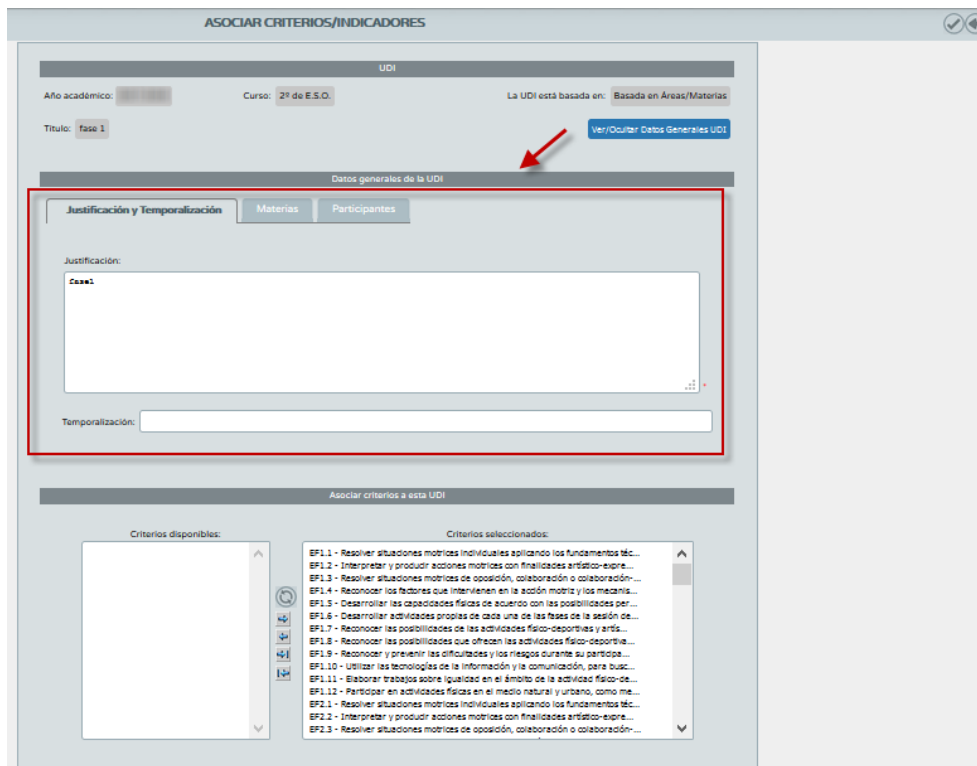 ASOCIAR CRITERIOS/INDICADORES
UDI
Año académico:
Curso: 2º de E.S.O.
La UDI está basada en: Basada en Áreas/Materias
Título: fase 1
Ver/Ocultar Datos Generales UDI
Datos generales de la UDI
Justificación y Temporalización
Materias
Participantes
Justificación:
fase1
*
Temporalización:
Asociar criterios a esta UDI
Criterios disponibles:
Criterios seleccionados:
EF1.1 - Resolver situaciones motrices individuales aplicando los fundamentos téc...
EF1.2 - Interpretar y producir acciones motrices con finalidades artístico-expre...
EF1.3 - Resolver situaciones motrices de oposición, colaboración o colaboración-...
EF1.4 - Reconocer los factores que intervienen en la acción motriz y los mecanis...
EF1.5 - Desarrollar las capacidades físicas de acuerdo con las posibilidades per...
EF1.6 - Desarrollar actividades propias de cada una de las fases de la sesión de...
EF1.7 - Reconocer las posibilidades de las actividades físico-deportivas y artís...
EF1.8 - Reconocer las posibilidades que ofrecen las actividades físico-deportiva...
EF1.9 - Reconocer y prevenir las dificultades y los riesgos durante su participa...
EF1.10 - Utilizar las tecnologías de la información y la comunicación, para busc...
EF1.11 - Elaborar trabajos sobre igualdad en el ámbito de la actividad físico-de...
EF1.12 - Participar en actividades físicas en el medio natural y urbano, como me...
EF2.1 - Resolver situaciones motrices individuales aplicando los fundamentos téc...
EF2.2 - Interpretar y producir acciones motrices con finalidades artístico-expre...
EF2.3 - Resolver situaciones motrices de oposición, colaboración o colaboración-...